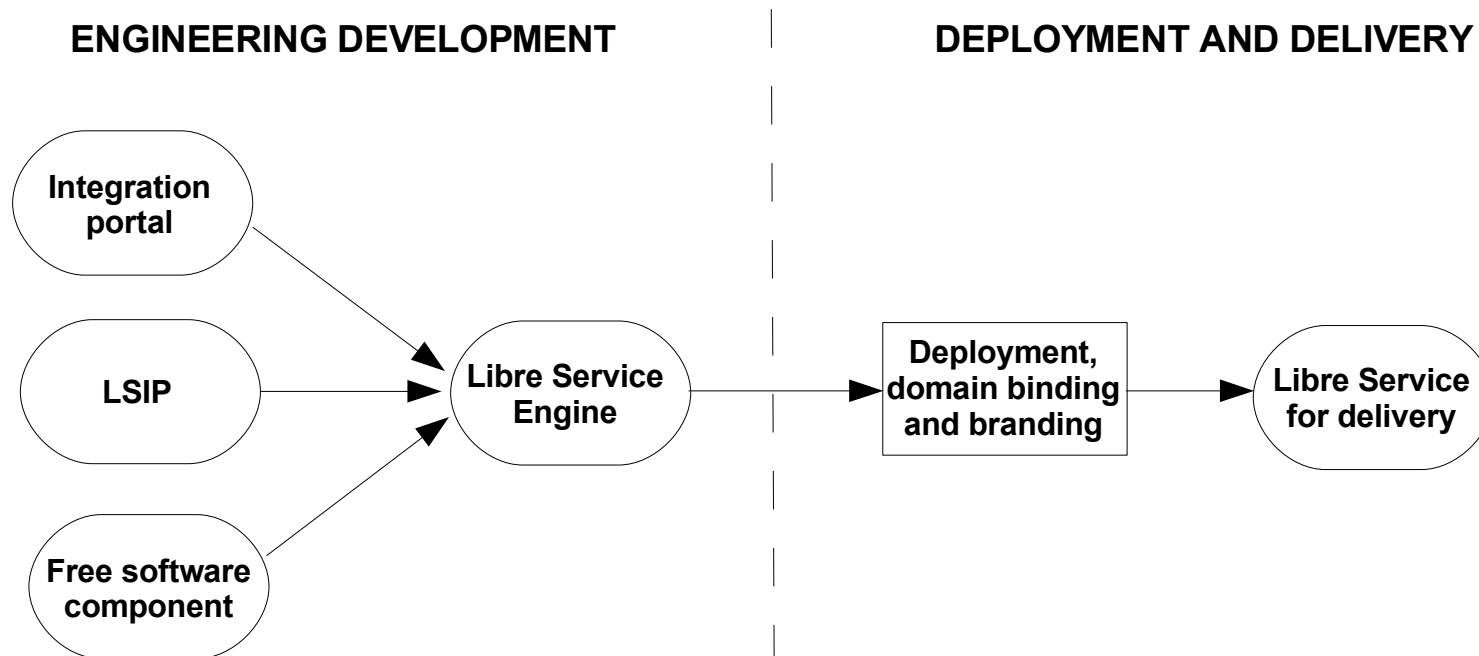 ENGINEERING DEVELOPMENT
DEPLOYMENT AND DELIVERY
Integration
portal
LSIP
Free software
component
Libre Service
Engine
Deployment,
domain binding
and branding
Libre Service
for delivery